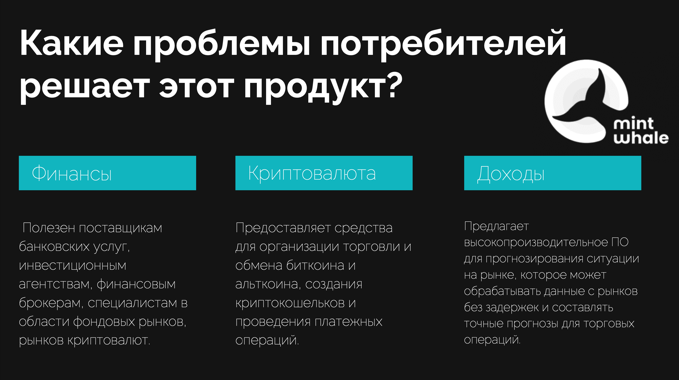 Какие проблемы потребителей
решает этот продукт?
mint
whale
Финансы
Полезен поставщикам
банковских услуг,
инвестиционным
агентствам, финансовым
брокерам, специалистам в
области фондовых рынков,
рынков криптовалют.
Криптовалюта
Предоставляет средства
для организации торговли и
обмена биткоина и
альткоина, создания
криптокошельков и
проведения платежных
операций.
Доходы
Предлагает
высокопроизводительное ПО
для прогнозирования ситуации
на рынке, которое может
обрабатывать данные с рынков
без задержек и составлять
точные прогнозы для торговых
операций.